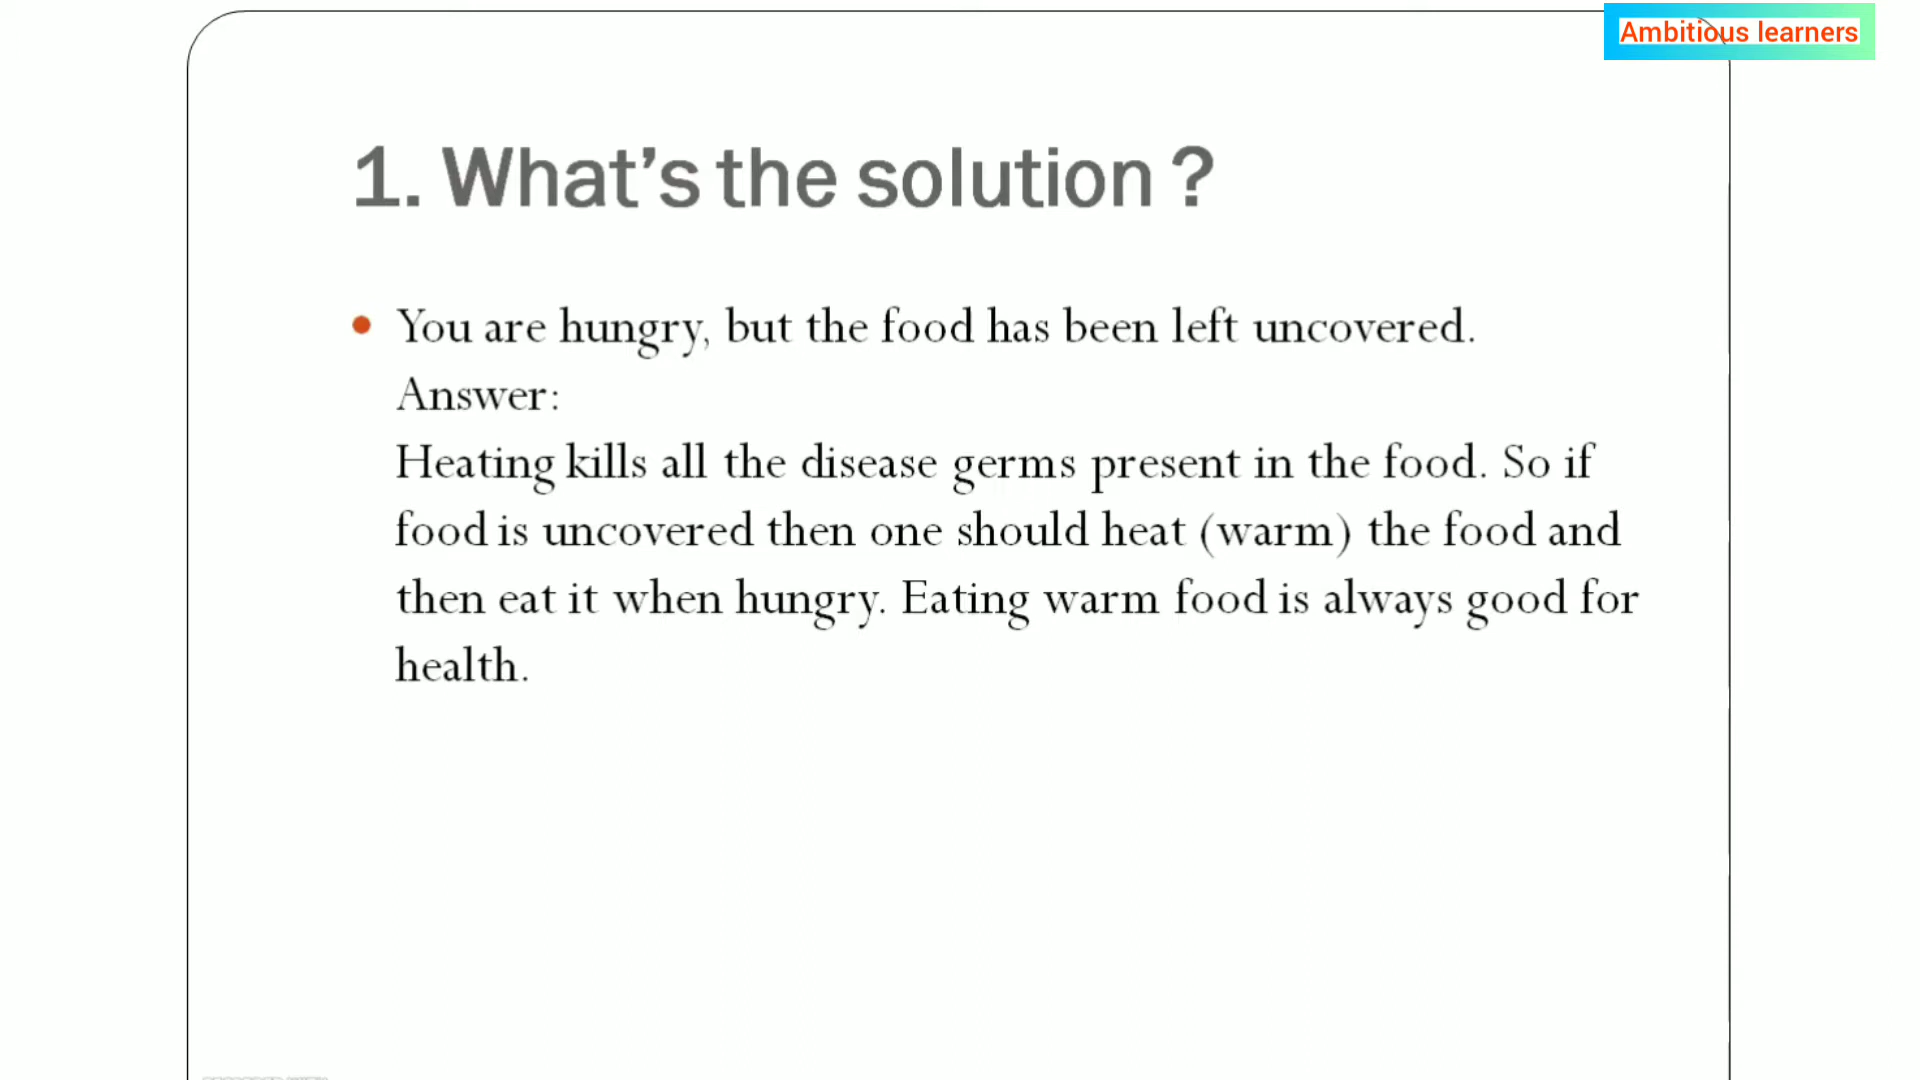 Ambitious learners
1. What's the solution ?
• You are hungry, but the food has been left uncovered.
Answer:
Heating kills all the disease germs present in the food. So if
food is uncovered then one should heat (warm) the food and
then eat it when hungry. Eating warm food is always good for
health.